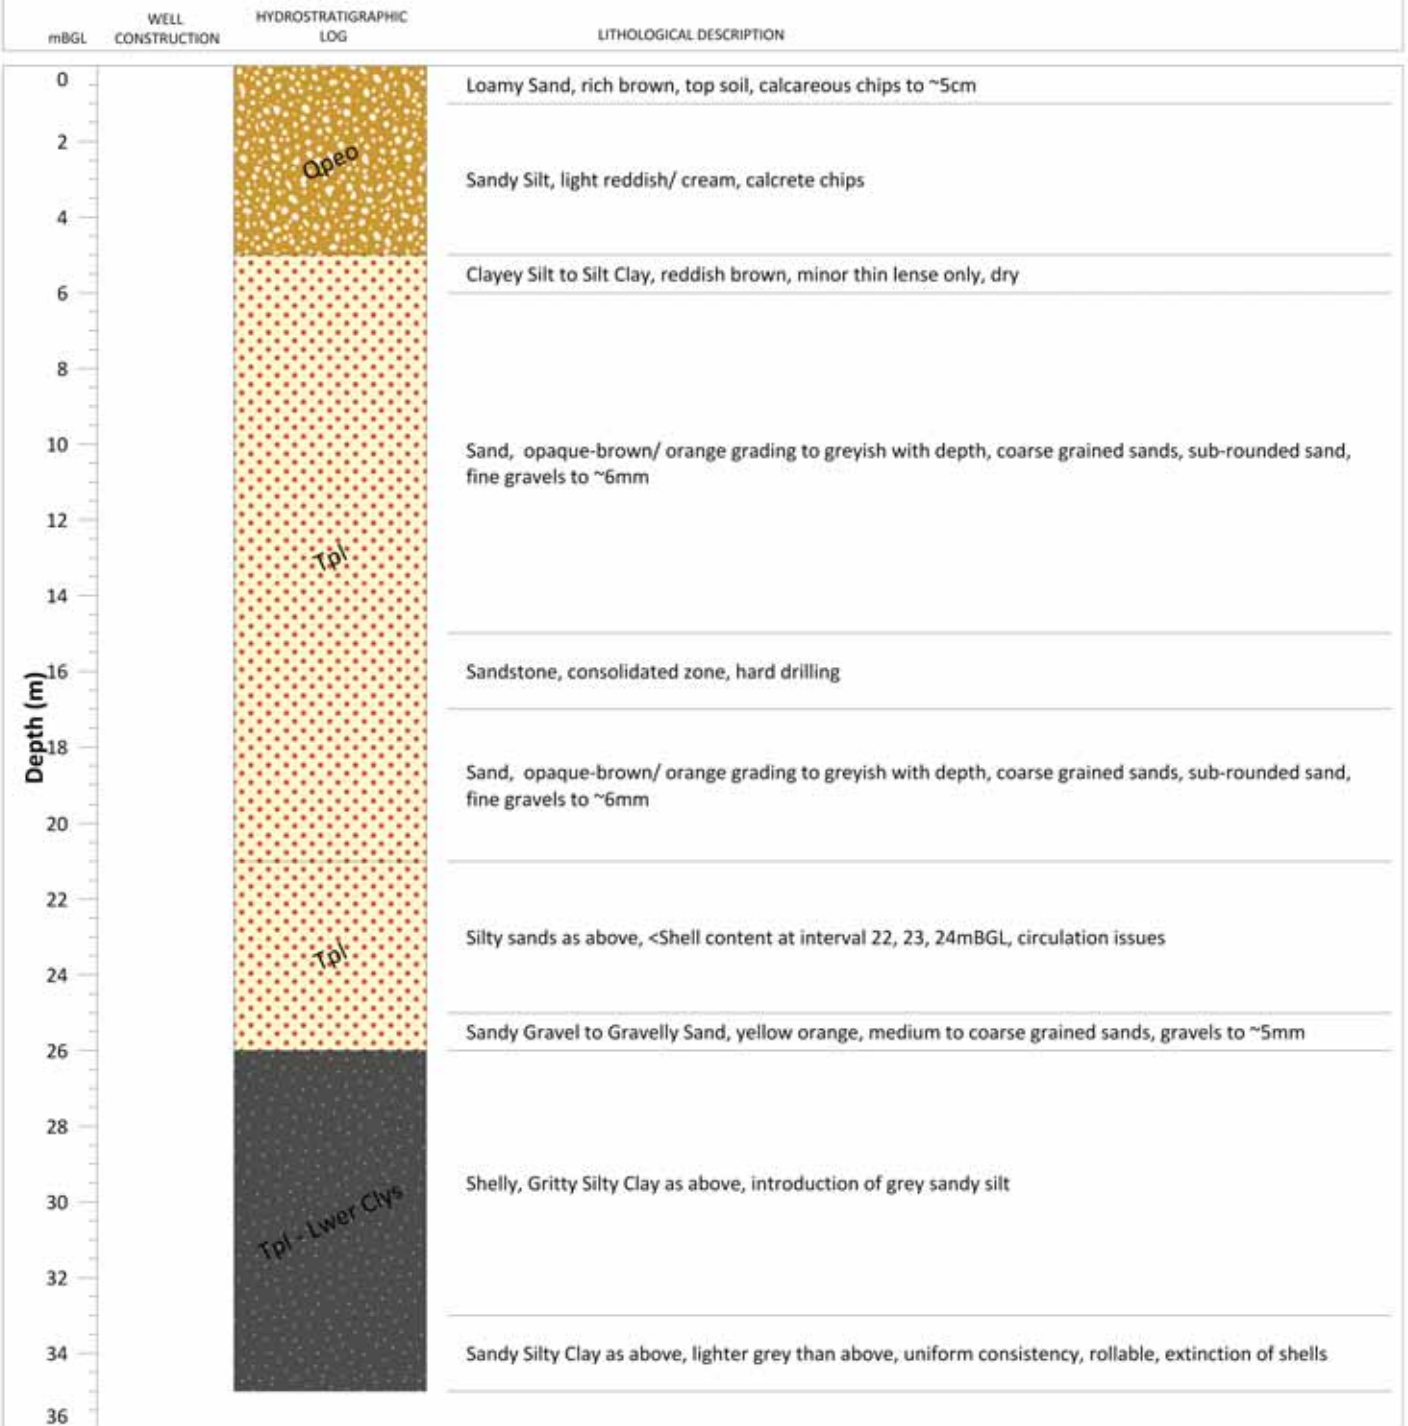 mBGL
WELL
CONSTRUCTION
HYDROSTRATIGRAPHIC
LOG
LITHOLOGICAL DESCRIPTION
Depth (m)
0
2
4
6
8
10
12
14
16
18
20
22
24
26
28
30
32
34
36
Qpeo
Tpl
Tpl
Tpl - Lwer Clys
Loamy Sand, rich brown, top soil, calcareous chips to ~5cm
Sandy Silt, light reddish/ cream, calcrete chips
Clayey Silt to Silt Clay, reddish brown, minor thin lense only, dry
Sand, opaque-brown/ orange grading to greyish with depth, coarse grained sands, sub-rounded sand,
fine gravels to ~6mm
Sandstone, consolidated zone, hard drilling
Sand, opaque-brown/ orange grading to greyish with depth, coarse grained sands, sub-rounded sand,
fine gravels to ~6mm
Silty sands as above, <Shell content at interval 22, 23, 24mBGL, circulation issues
Sandy Gravel to Gravelly Sand, yellow orange, medium to coarse grained sands, gravels to ~5mm
Shelly, Gritty Silty Clay as above, introduction of grey sandy silt
Sandy Silty Clay as above, lighter grey than above, uniform consistency, rollable, extinction of shells